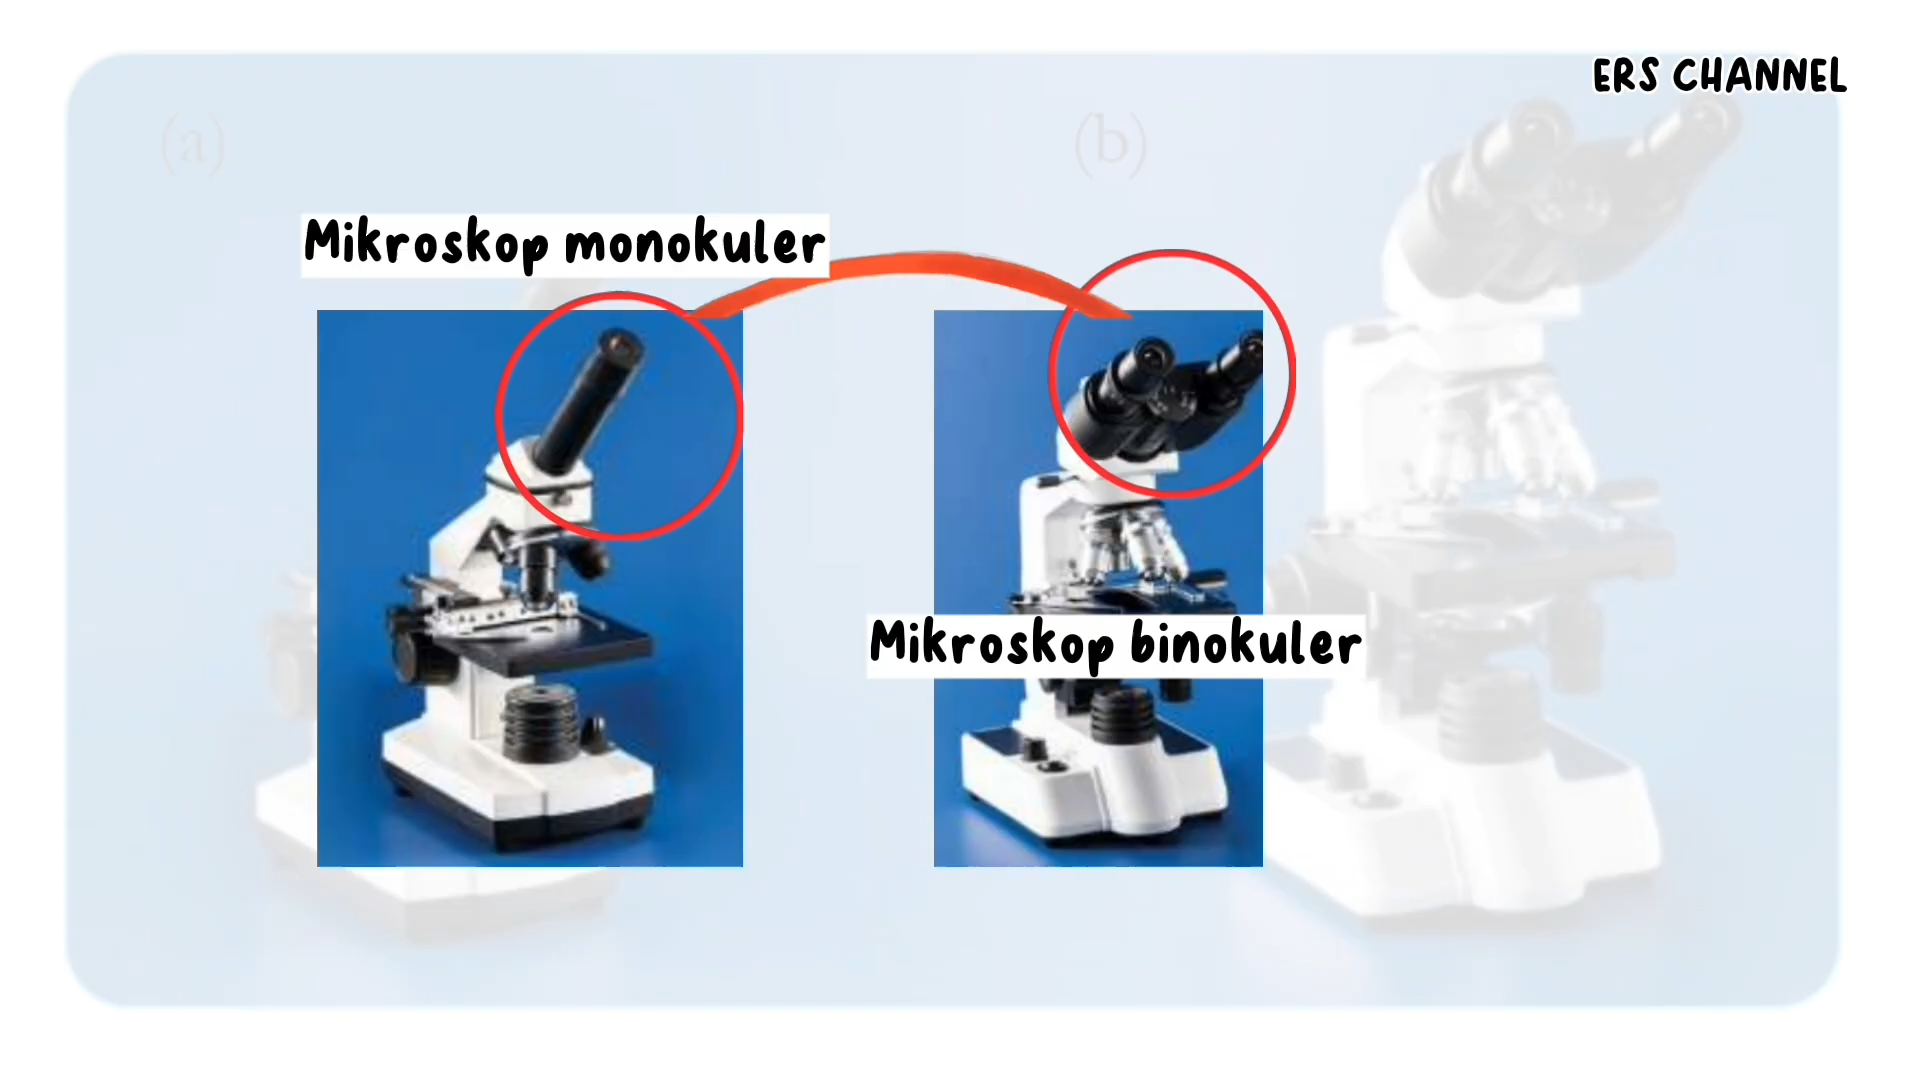 ERS CHANNEL
(a)
(b)
Mikroskop monokuler
Mikroskop binokuler